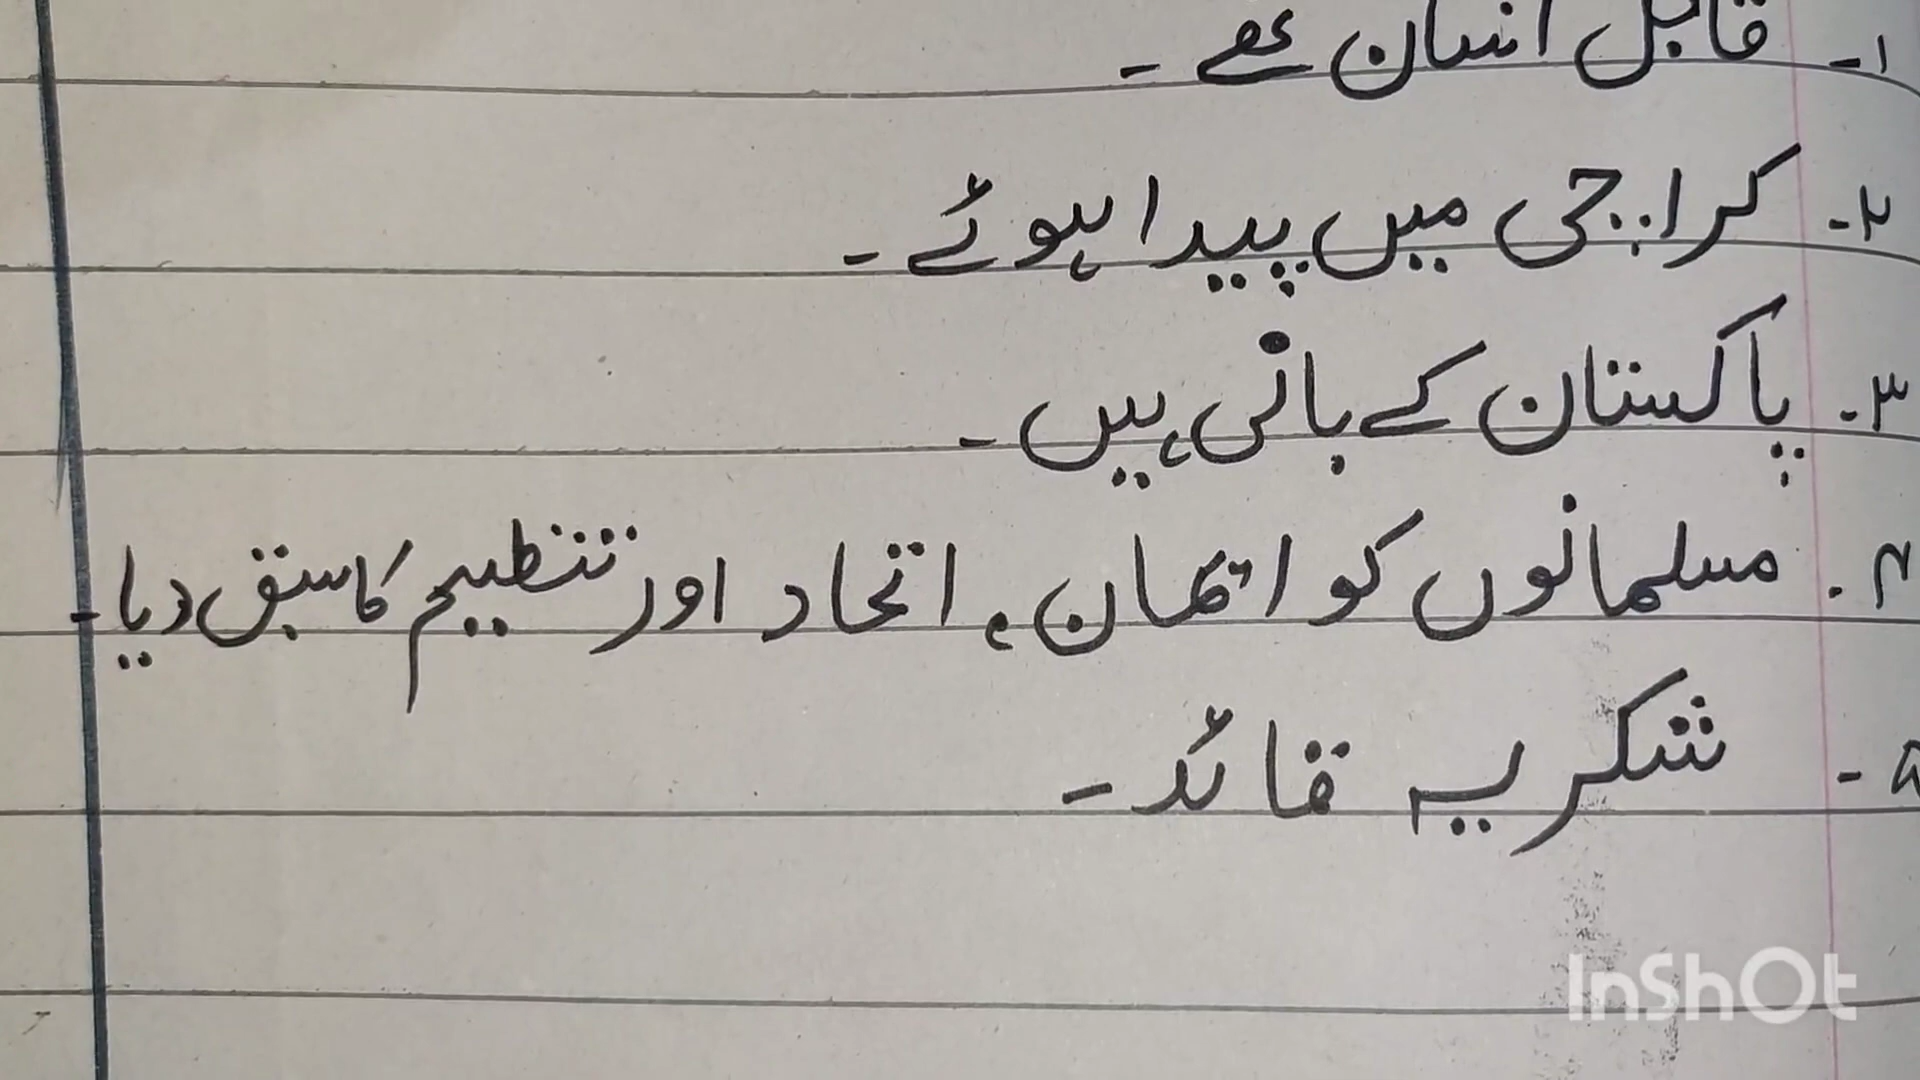 ۱۔ قابل انسان تھے۔
۲۔ کراچی میں پیدا ہوئے۔
۳۔ پاکستان کے بانی ہیں۔
۴۔ مسلمانوں کو اتھان، اتحاد اور تنظیم کا سبق دیا۔
۵۔ شکریہ قائد۔
InShOt